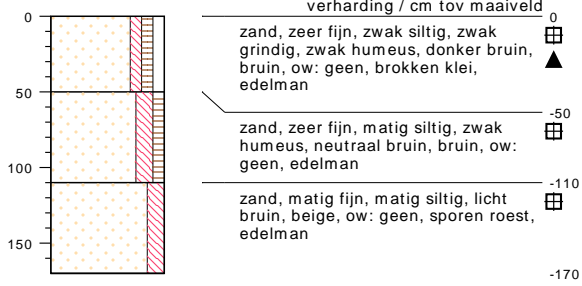 verharding / cm tov maaiveld
0
0
zand, zeer fijn, zwak siltig, zwak
grindig, zwak humeus, donker bruin,
bruin, ow: geen, brokken klei,
edelman
50
-50
zand, zeer fijn, matig siltig, zwak
humeus, neutraal bruin, bruin, ow:
geen, edelman
100
-110
zand, matig fijn, matig siltig, licht
bruin, beige, ow: geen, sporen roest,
edelman
150
-170